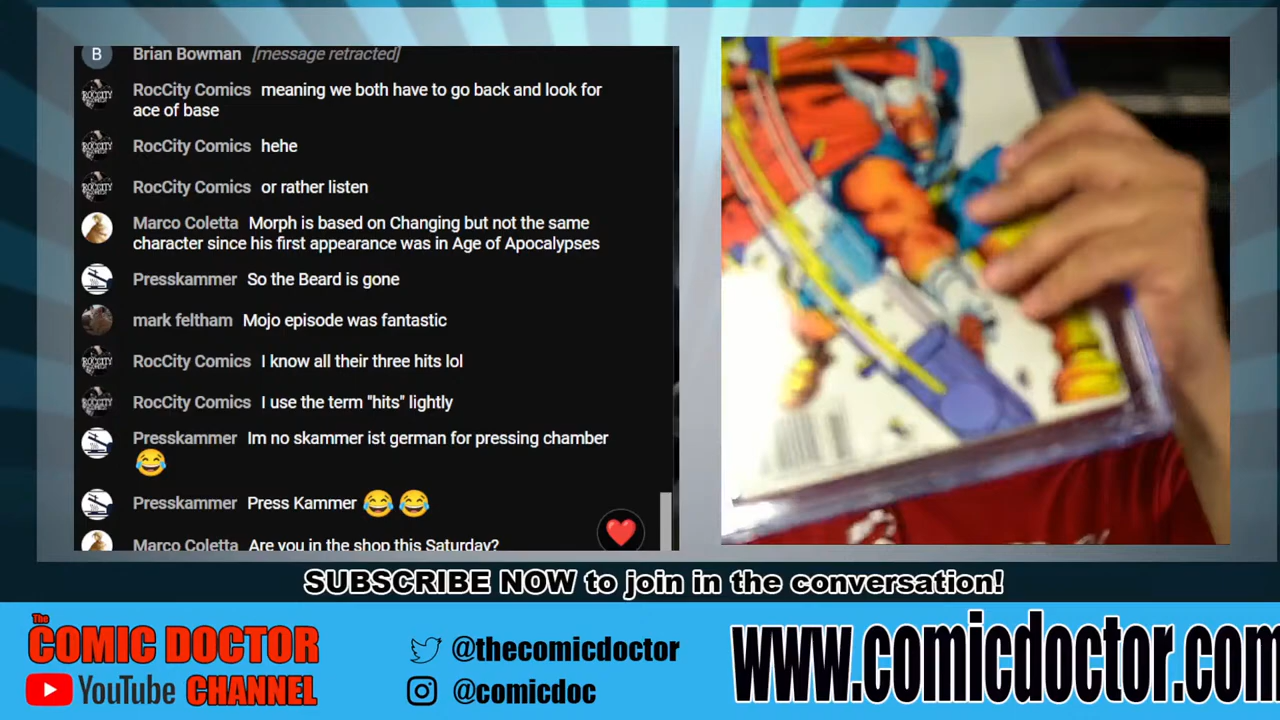 B Brian Bowman [message retracted]
RocCity Comics meaning we both have to go back and look for
ace of base
RocCity Comics hehe
RocCity Comics or rather listen
Marco Coletta Morph is based on Changing but not the same
character since his first appearance was in Age of Apocalypses
Presskammer So the Beard is gone
mark feltham Mojo episode was fantastic
RocCity Comics I know all their three hits lol
RocCity Comics I use the term "hits" lightly
Presskammer Im no skammer ist german for pressing chamber
😂
Presskammer Press Kammer 😂 😂
Marco Coletta Are you in the shop this Saturday?
SUBSCRIBE NOW to join in the conversation!
The
COMIC DOCTOR
YouTube CHANNEL
@thecomicdoctor
@comicdoc
www.comicdoctor.com